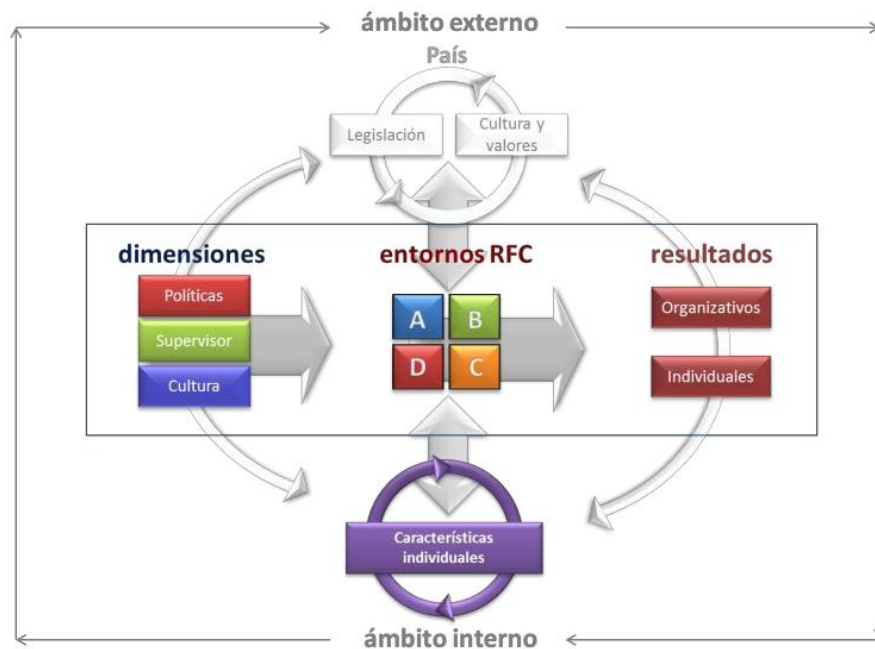 ámbito externo
País
Legislación
Cultura y
valores
dimensiones
entornos RFC
resultados
Políticas
Supervisor
Cultura
A
B
D
C
Organizativos
Individuales
Características
individuales
ámbito interno